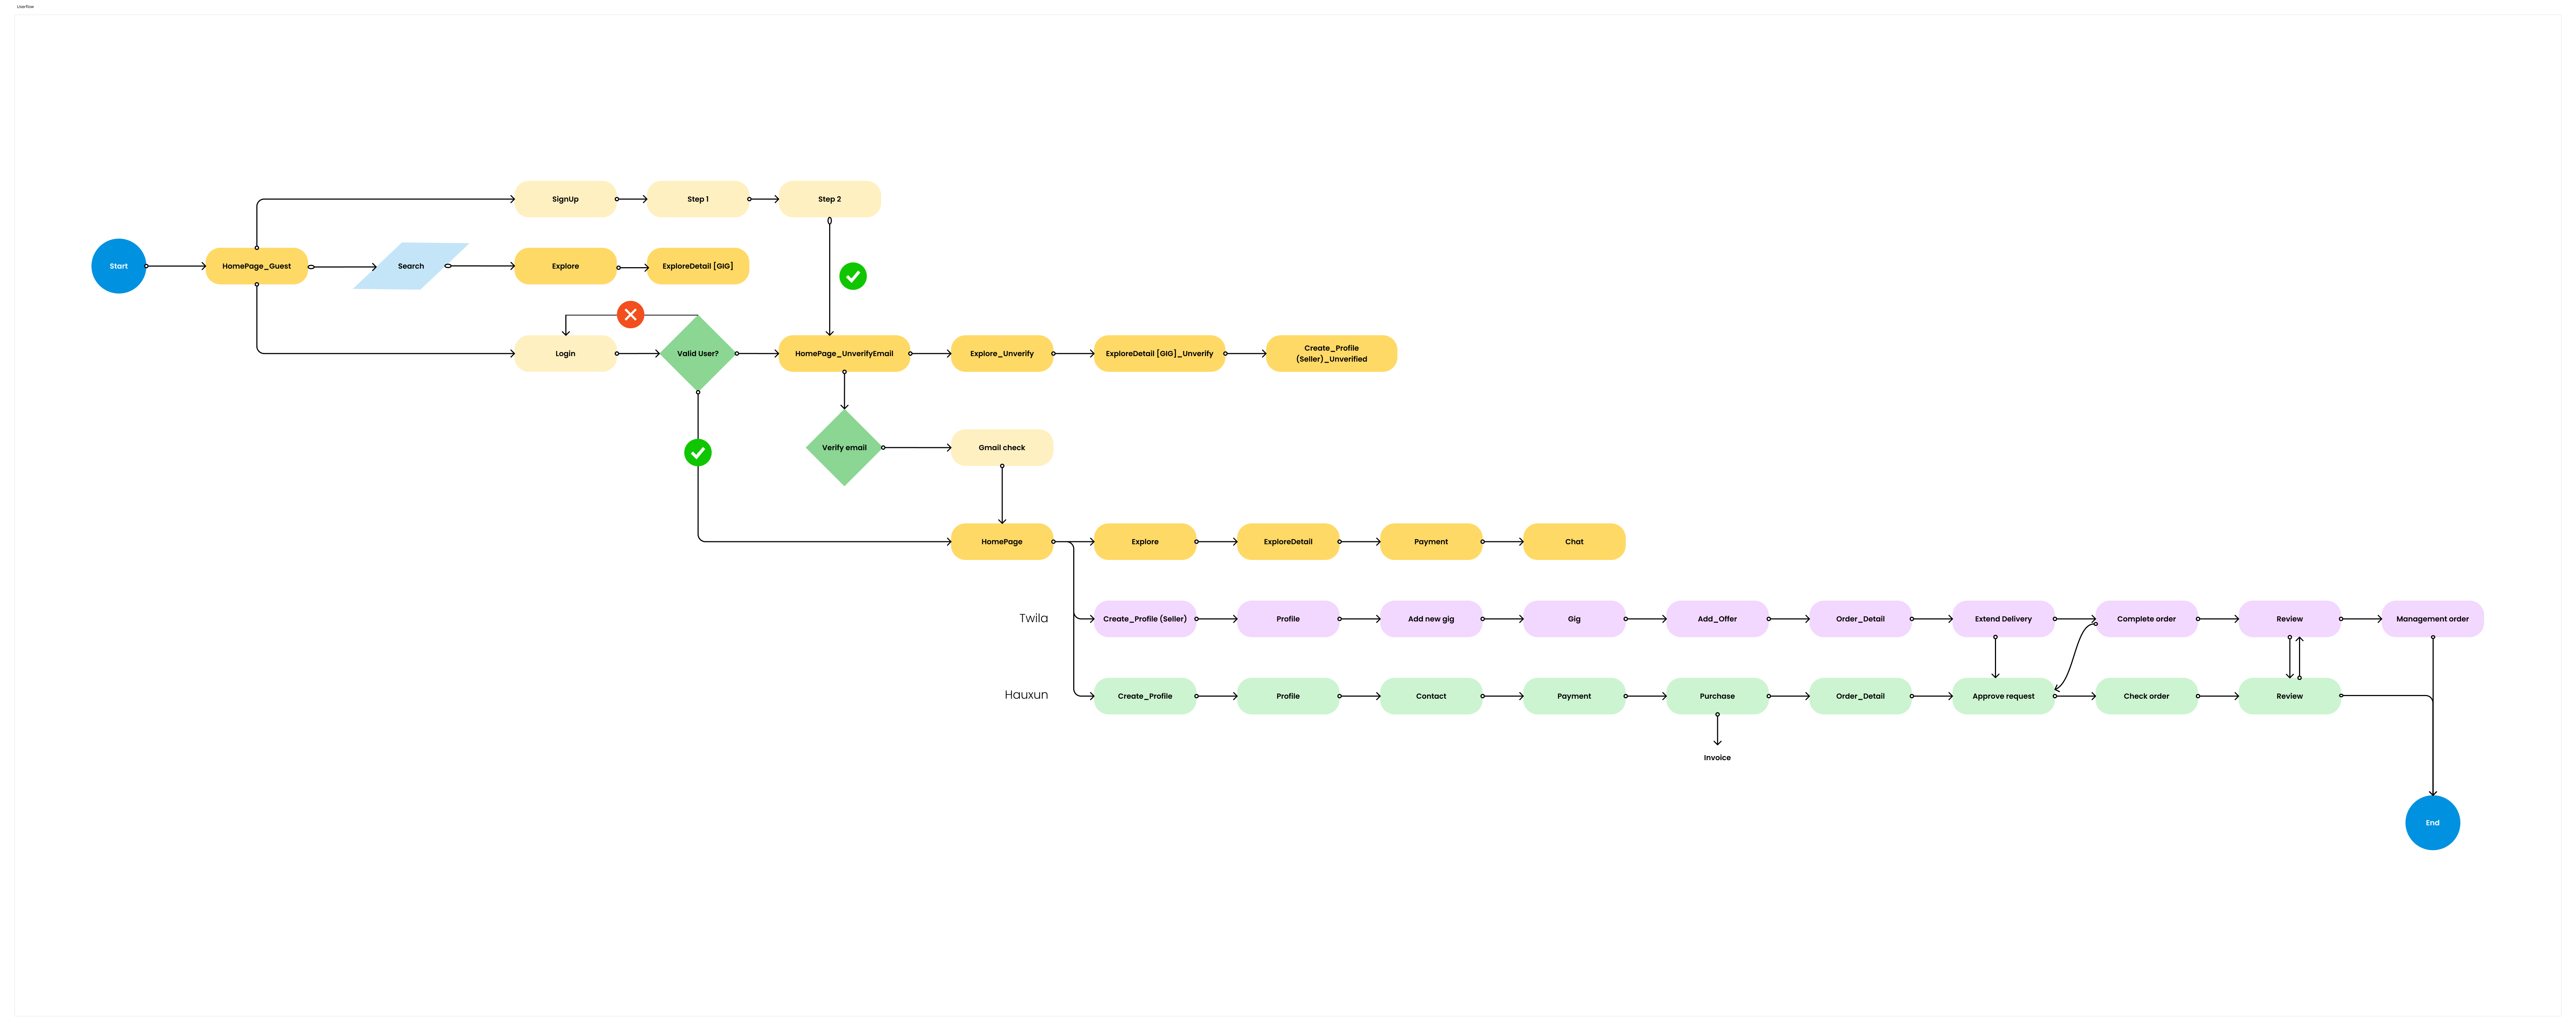 Userflow
SignUp
Step 1
Step 2
Start
HomePage_Guest
Search
Explore
ExploreDetail [GIG]
Login
Valid User?
HomePage_UnverifyEmail
Explore_Unverify
ExploreDetail [GIG]_Unverify
Create_Profile
(Seller)_Unverified
Verify email
Gmail check
HomePage
Explore
ExploreDetail
Payment
Chat
Twila
Create_Profile (Seller)
Profile
Add new gig
Gig
Add_Offer
Order_Detail
Extend Delivery
Complete order
Review
Management order
Hauxun
Create_Profile
Profile
Contact
Payment
Purchase
Order_Detail
Approve request
Check order
Review
Invoice
End